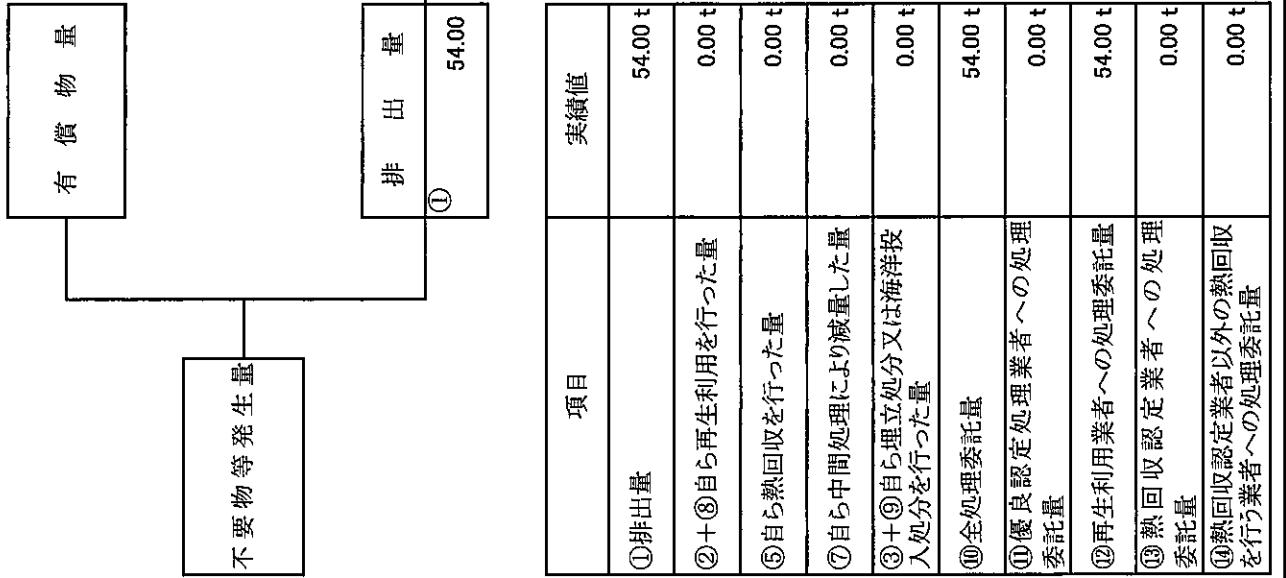 不要物等発生量
有償物量
排出量
①
54.00
項目 実績値
①排出量 54.00 t
②＋⑧自ら再生利用を行った量 0.00 t
⑤自ら熱回収を行った量 0.00 t
⑦自ら中間処理により減量した量 0.00 t
③＋⑨自ら埋立処分又は海洋投 0.00 t
入処分を行った量
⑩全処理委託量 54.00 t
⑪優良認定処理業者への処理 0.00 t
委託量
⑫再生利用業者への処理委託量 54.00 t
⑬熱回収認定業者への処理 0.00 t
委託量
⑭熱回収認定業者以外の熱回収 0.00 t
を行う業者への処理委託量